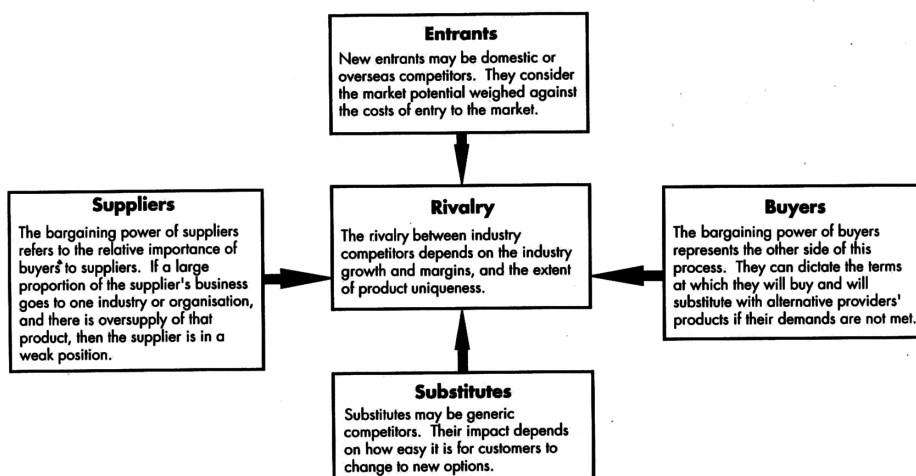 Entrants
New entrants may be domestic or
overseas competitors. They consider
the market potential weighed against
the costs of entry to the market.
Suppliers
The bargaining power of suppliers
refers to the relative importance of
buyers to suppliers. If a large
proportion of the supplier's business
goes to one industry or organisation,
and there is oversupply of that
product, then the supplier is in a
weak position.
Rivalry
The rivalry between industry
competitors depends on the industry
growth and margins, and the extent
of product uniqueness.
Buyers
The bargaining power of buyers
represents the other side of this
process. They can dictate the terms
at which they will buy and will
substitute with alternative providers'
products if their demands are not met.
Substitutes
Substitutes may be generic
competitors. Their impact depends
on how easy it is for customers to
change to new options.